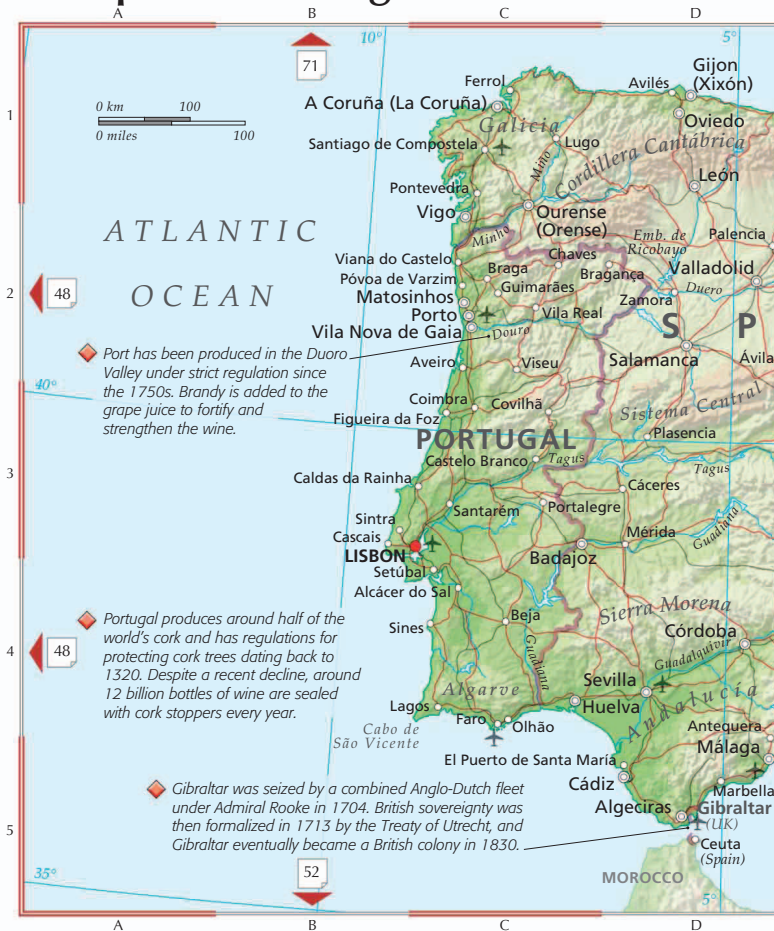 A
B
C
D
10°
5°
71
Gijon
(Xixón)
Ferrol
Avilés
1
0 km 100
0 miles 100
A Coruña (La Coruña)
Oviedo
Galicia
Santiago de Compostela
Lugo
Cordillera Cantábrica
Miño
León
Pontevedra
Vigo
Ourense
(Orense)
ATLANTIC
OCEAN
Minho
Emb. de
Ricobayo
Palencia
Viana do Castelo
Chaves
Braga
Bragança
Valladolid
2
48
Póvoa de Varzim
Guimarães
Matosinhos
Zamora
Duero
Porto
Vila Real
Vila Nova de Gaia
Douro
S P
Port has been produced in the Duoro
Valley under strict regulation since
the 1750s. Brandy is added to the
grape juice to fortify and
strengthen the wine.
Aveiro
Viseu
Salamanca
Ávila
40°
Coimbra
Covilhã
Sistema Central
Figueira da Foz
PORTUGAL
Plasencia
3
Castelo Branco
Tagus
Tagus
Caldas da Rainha
Cáceres
Santarém
Portalegre
Sintra
Guadiana
Cascais
Mérida
LISBON
Badajoz
Setúbal
Alcácer do Sal
Sierra Morena
Portugal produces around half of the
world's cork and has regulations for
protecting cork trees dating back to
1320. Despite a recent decline, around
12 billion bottles of wine are sealed
with cork stoppers every year.
Beja
Sines
Córdoba
4
48
Guadiana
Guadalquivir
Algarve
Sevilla
Andalucía
Lagos
Huelva
Faro
Olhão
Cabo de
São Vicente
Antequera
Málaga
El Puerto de Santa María
Cádiz
Marbella
Gibraltar was seized by a combined Anglo-Dutch fleet
under Admiral Rooke in 1704. British sovereignty was
then formalized in 1713 by the Treaty of Utrecht, and
Gibraltar eventually became a British colony in 1830.
Algeciras
Gibraltar
(UK)
5
Ceuta
(Spain)
35°
52
MOROCCO
5°
A
B
C
D